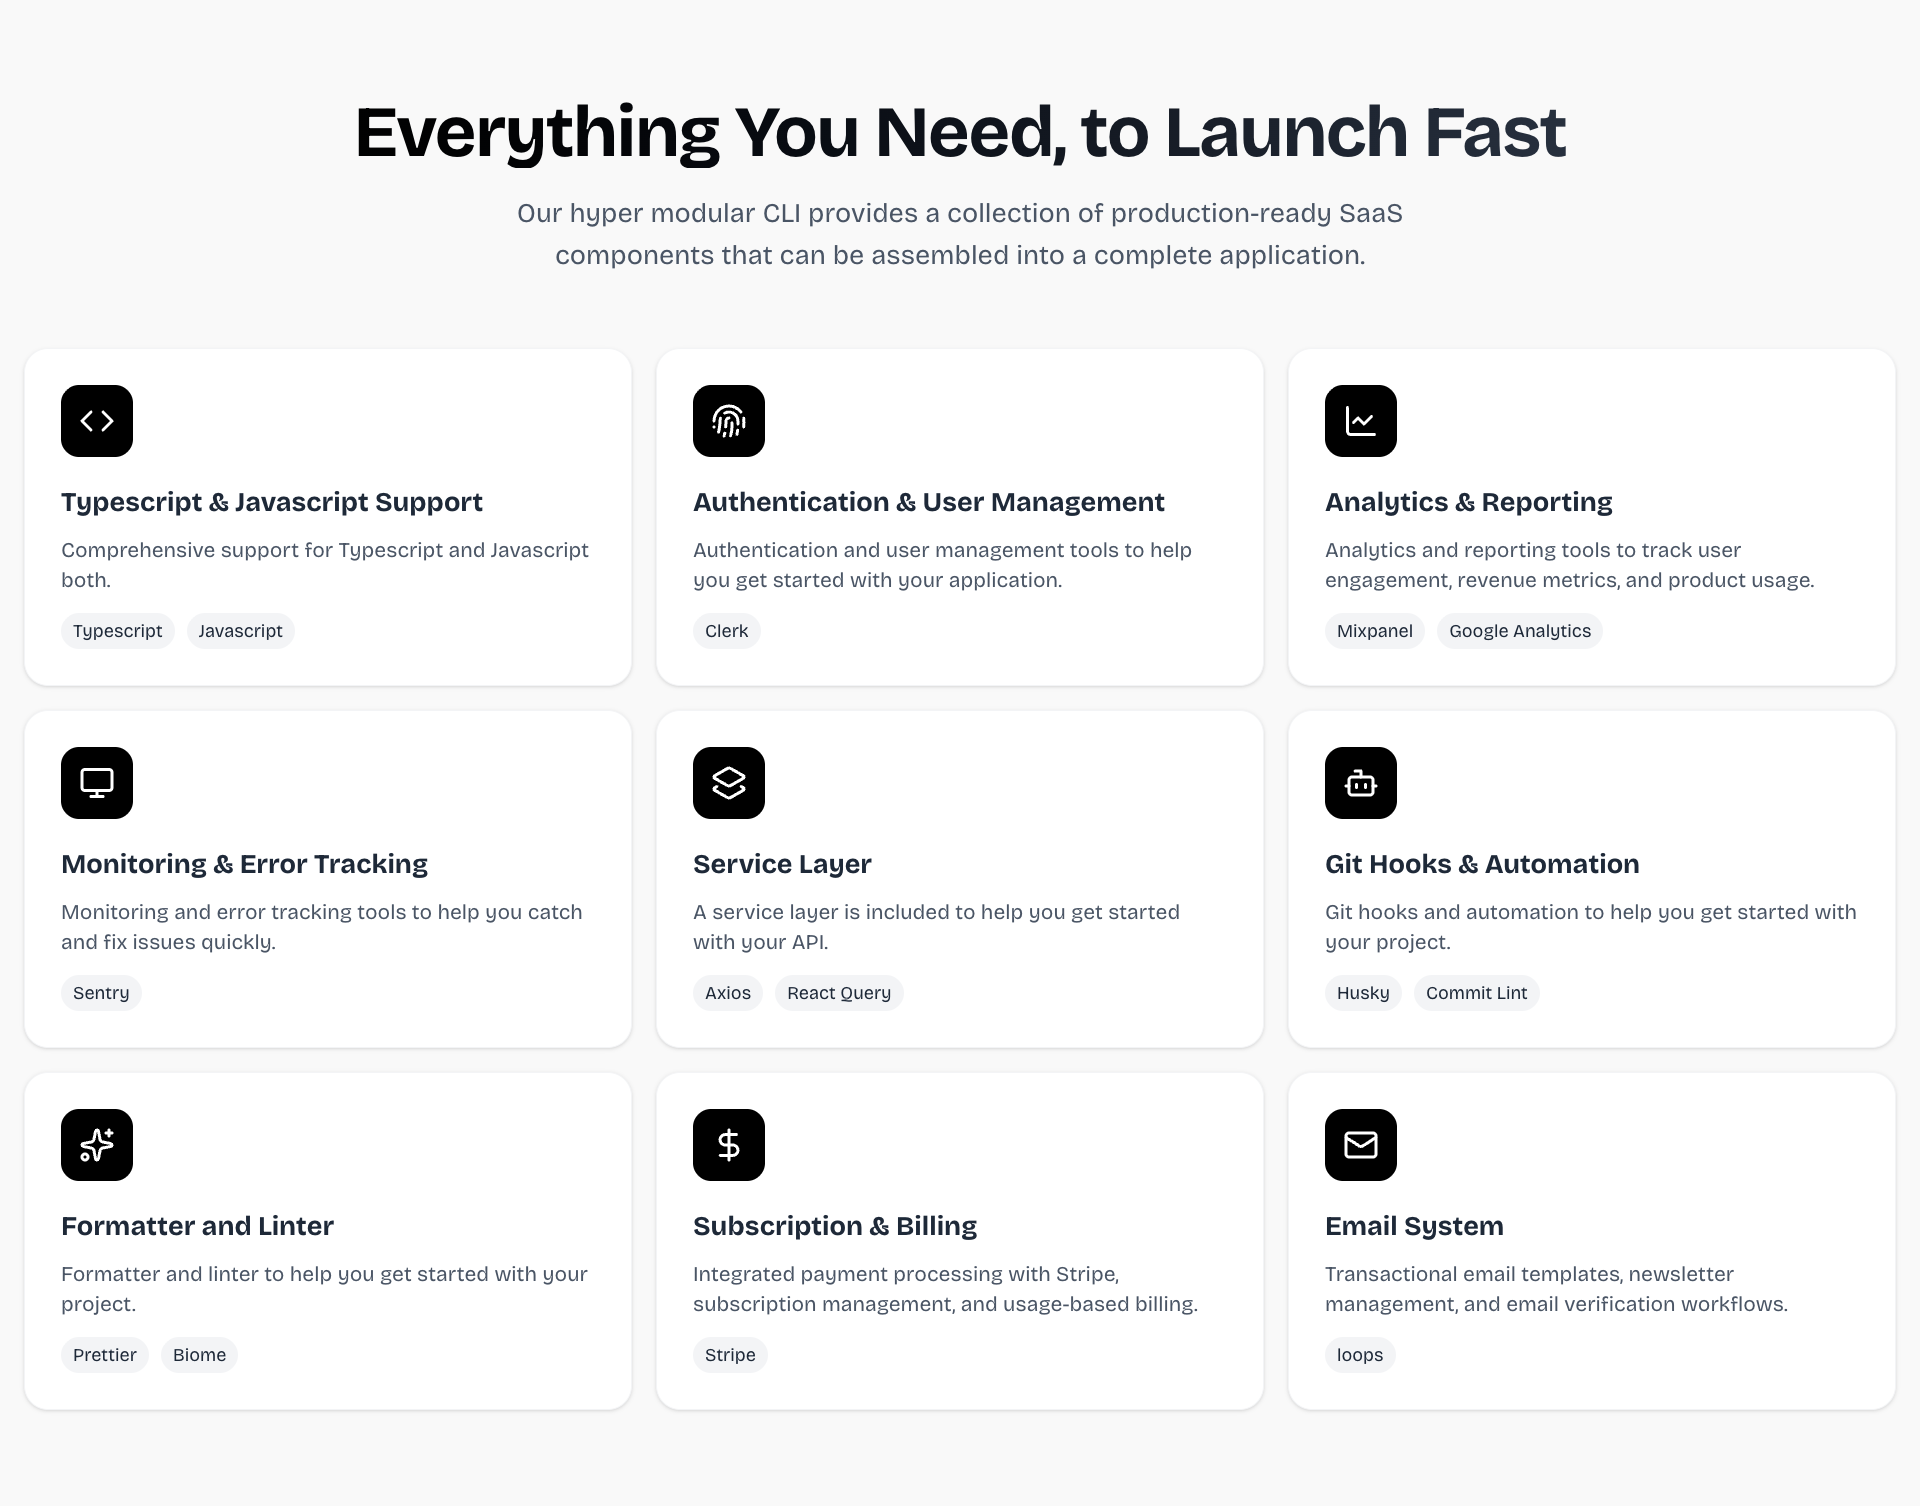 Everything You Need, to Launch Fast
Our hyper modular CLI provides a collection of production-ready SaaS
components that can be assembled into a complete application.
Typescript & Javascript Support
Comprehensive support for Typescript and Javascript
both.
Typescript Javascript
Authentication & User Management
Authentication and user management tools to help
you get started with your application.
Clerk
Analytics & Reporting
Analytics and reporting tools to track user
engagement, revenue metrics, and product usage.
Mixpanel Google Analytics
Monitoring & Error Tracking
Monitoring and error tracking tools to help you catch
and fix issues quickly.
Sentry
Service Layer
A service layer is included to help you get started
with your API.
Axios React Query
Git Hooks & Automation
Git hooks and automation to help you get started with
your project.
Husky Commit Lint
Formatter and Linter
Formatter and linter to help you get started with your
project.
Prettier Biome
Subscription & Billing
Integrated payment processing with Stripe,
subscription management, and usage-based billing.
Stripe
Email System
Transactional email templates, newsletter
management, and email verification workflows.
loops